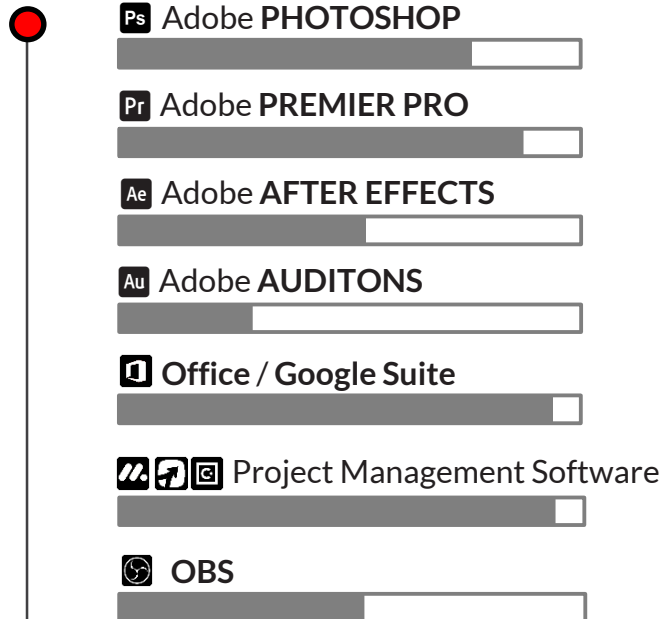 Ps Adobe PHOTOSHOP
Pr Adobe PREMIER PRO
Ae Adobe AFTER EFFECTS
Au Adobe AUDITONS
Office / Google Suite
Project Management Software
OBS